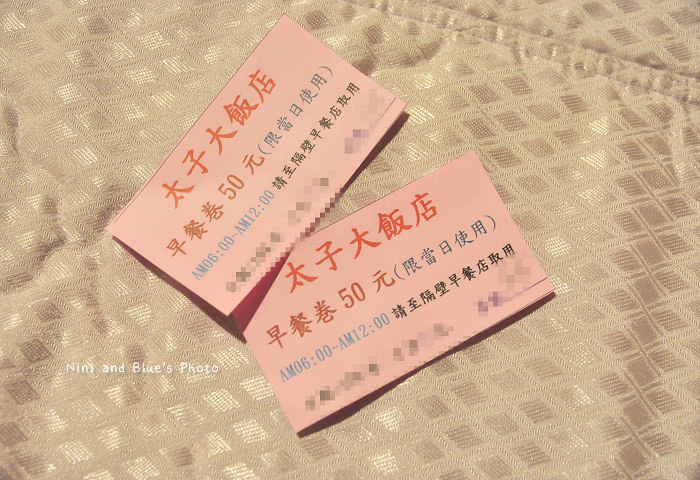 太子大飯店
早餐卷 50 元(限當日使用)
AM06:00~AM12:00 請至隔壁早餐店取用
太子大飯店
早餐卷 50 元(限當日使用)
AM06:00~AM12:00 請至隔壁早餐店取用
Nini and Blue's Photo